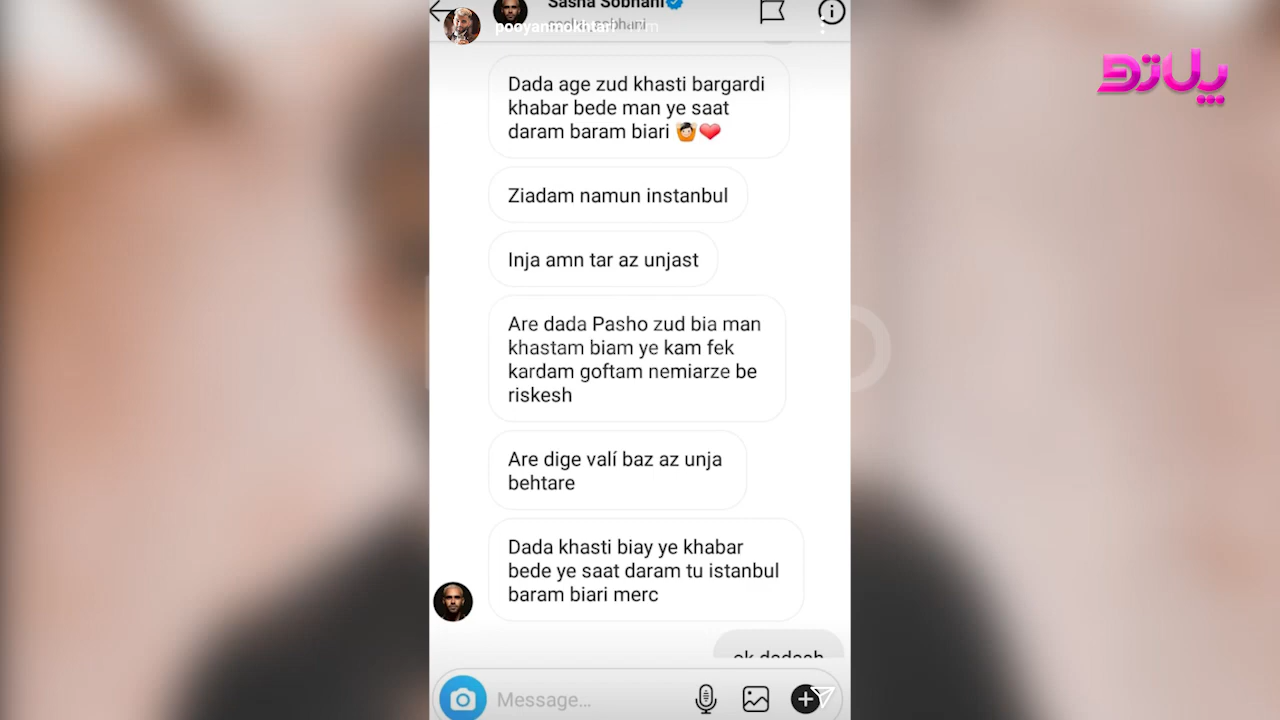 Sasha Sobhani
pooyanmokhtari
پلاتو
Dada age zud khasti bargardi
khabar bede man ye saat
daram baram biari 🙆❤️
Ziadam namun instanbul
Inja amn tar az unjast
Are dada Pasho zud bia man
khastam biam ye kam fek
kardam goftam nemiarze be
riskesh
Are dige valí baz az unja
behtare
Dada khasti biay ye khabar
bede ye saat daram tu istanbul
baram biari merc
ok dadash
Message...